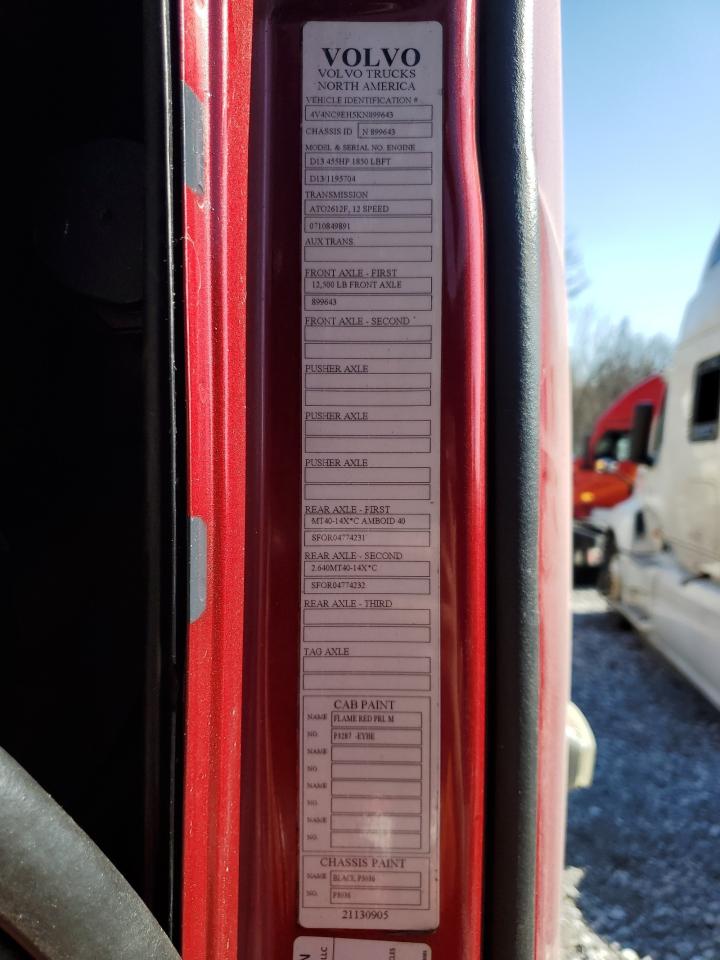 VOLVO
VOLVO TRUCKS
NORTH AMERICA
VEHICLE IDENTIFICATION #
4V4NC9EH5KN899643
CHASSIS ID N 899643
MODEL & SERIAL NO. ENGINE
D13 455HP 1850 LBFT
D13/1195704
TRANSMISSION
ATO2612F, 12 SPEED
0710849891
AUX TRANS
FRONT AXLE - FIRST
12,500 LB FRONT AXLE
899643
FRONT AXLE - SECOND
PUSHER AXLE
PUSHER AXLE
PUSHER AXLE
REAR AXLE - FIRST
MT40-14X*C AMBOID 40
SFOR04774231
REAR AXLE - SECOND
2.640MT40-14X*C
SFOR04774232
REAR AXLE - THIRD
TAG AXLE
CAB PAINT
NAME FLAME RED PRL M
NO. P3287 -EYBE
NAME
NO.
NAME
NO.
NAME
NO.
CHASSIS PAINT
NAME BLACK, P3036
NO. P3036
21130905